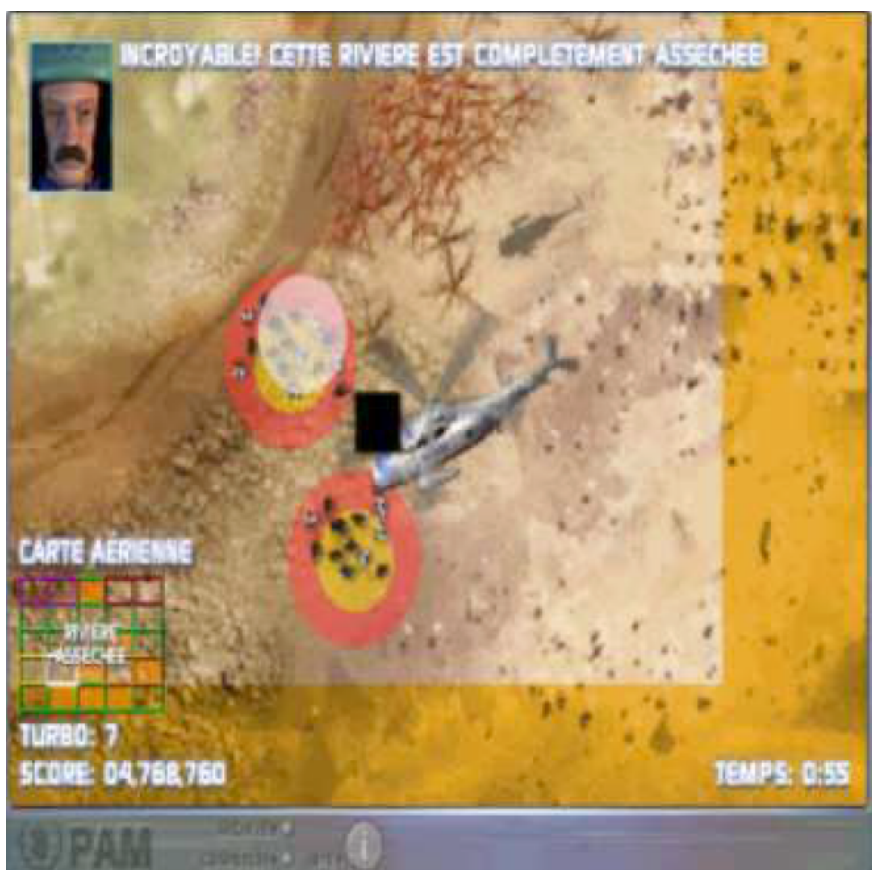 INCROYABLE! CETTE RIVIERE EST COMPLETEMENT ASSECHEE!
CARTE AÉRIENNE
RIVIERE
ASSECHEE
TURBO: 7
SCORE: 04,768,760
TEMPS: 0:55
PAM
i